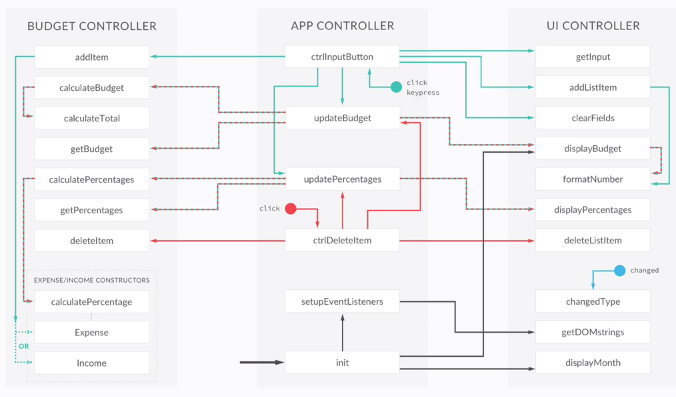 BUDGET CONTROLLER
addItem
calculateBudget
calculateTotal
getBudget
calculatePercentages
getPercentages
deleteItem
EXPENSE/INCOME CONSTRUCTORS
calculatePercentage
Expense
OR
Income
APP CONTROLLER
ctrlInputButton
click
keypress
updateBudget
updatePercentages
click
ctrlDeleteItem
setupEventListeners
init
UI CONTROLLER
getInput
addListItem
clearFields
displayBudget
formatNumber
displayPercentages
deleteListItem
changed
changedType
getDOMstrings
displayMonth